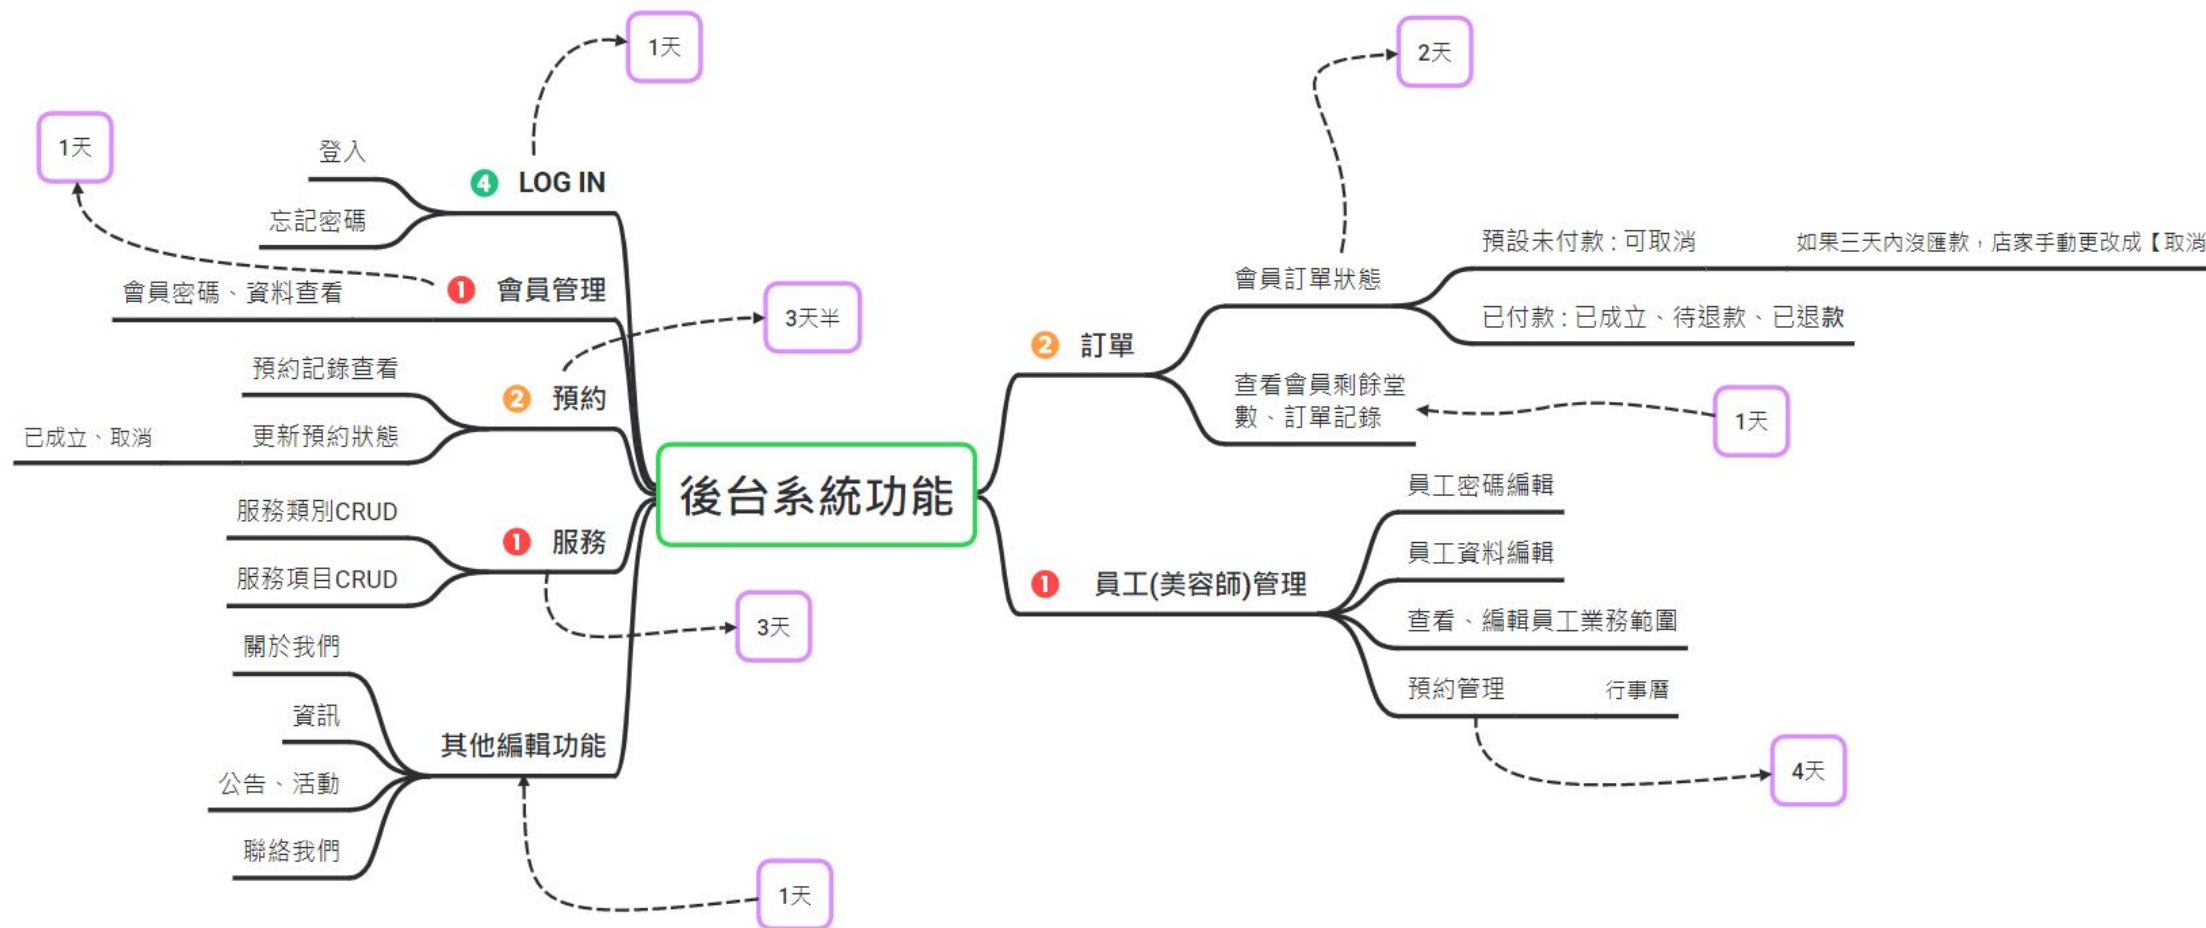 後台系統功能
1天
④ LOG IN
登入
忘記密碼
1天
① 會員管理
會員密碼、資料查看
3天半
② 預約
預約記錄查看
更新預約狀態
已成立、取消
① 服務
服務類別CRUD
服務項目CRUD
3天
其他編輯功能
關於我們
資訊
公告、活動
聯絡我們
1天
2天
② 訂單
會員訂單狀態
預設未付款 : 可取消
如果三天內沒匯款，店家手動更改成【取消
已付款 : 已成立、待退款、已退款
查看會員剩餘堂
數、訂單記錄
1天
① 員工(美容師)管理
員工密碼編輯
員工資料編輯
查看、編輯員工業務範圍
預約管理
行事曆
4天